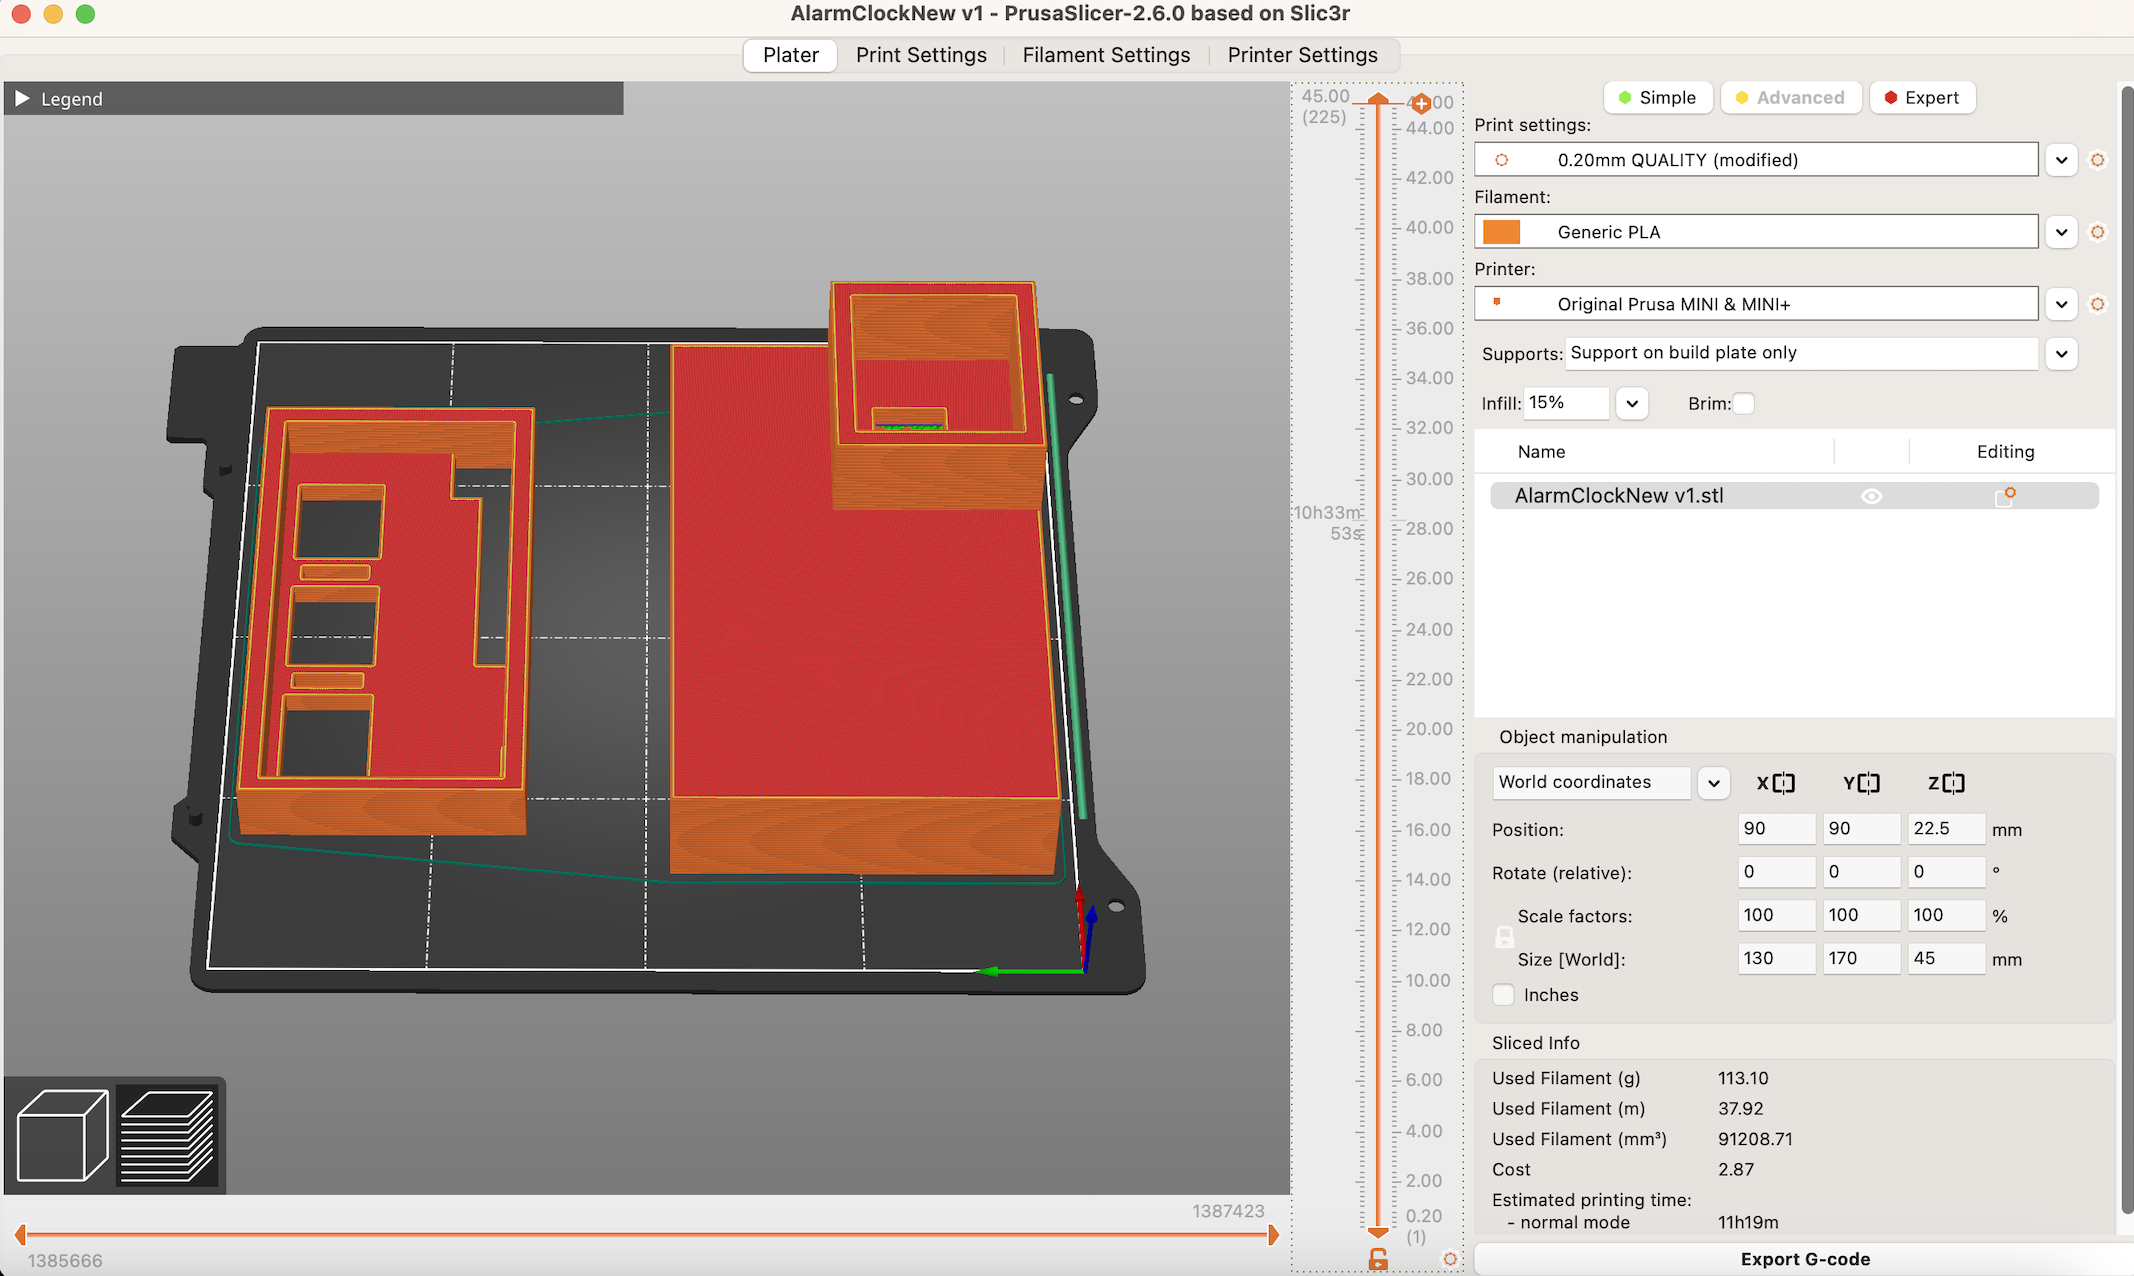 AlarmClockNew v1 - PrusaSlicer-2.6.0 based on Slic3r
Plater
Print Settings
Filament Settings
Printer Settings
Legend
45.00
(225)
44.00
42.00
40.00
38.00
36.00
34.00
32.00
30.00
10h33m
53s
28.00
26.00
24.00
22.00
20.00
18.00
16.00
14.00
12.00
10.00
8.00
6.00
4.00
2.00
0.20
(1)
1387423
1385666
Simple
Advanced
Expert
Print settings:
0.20mm QUALITY (modified)
Filament:
Generic PLA
Printer:
Original Prusa MINI & MINI+
Supports: Support on build plate only
Infill: 15%
Brim:
Name
Editing
AlarmClockNew v1.stl
Object manipulation
World coordinates
X
Y
Z
Position: 90 90 22.5 mm
Rotate (relative): 0 0 0 °
Scale factors: 100 100 100 %
Size [World]: 130 170 45 mm
Inches
Sliced Info
Used Filament (g) 113.10
Used Filament (m) 37.92
Used Filament (mm³) 91208.71
Cost 2.87
Estimated printing time:
- normal mode 11h19m
Export G-code